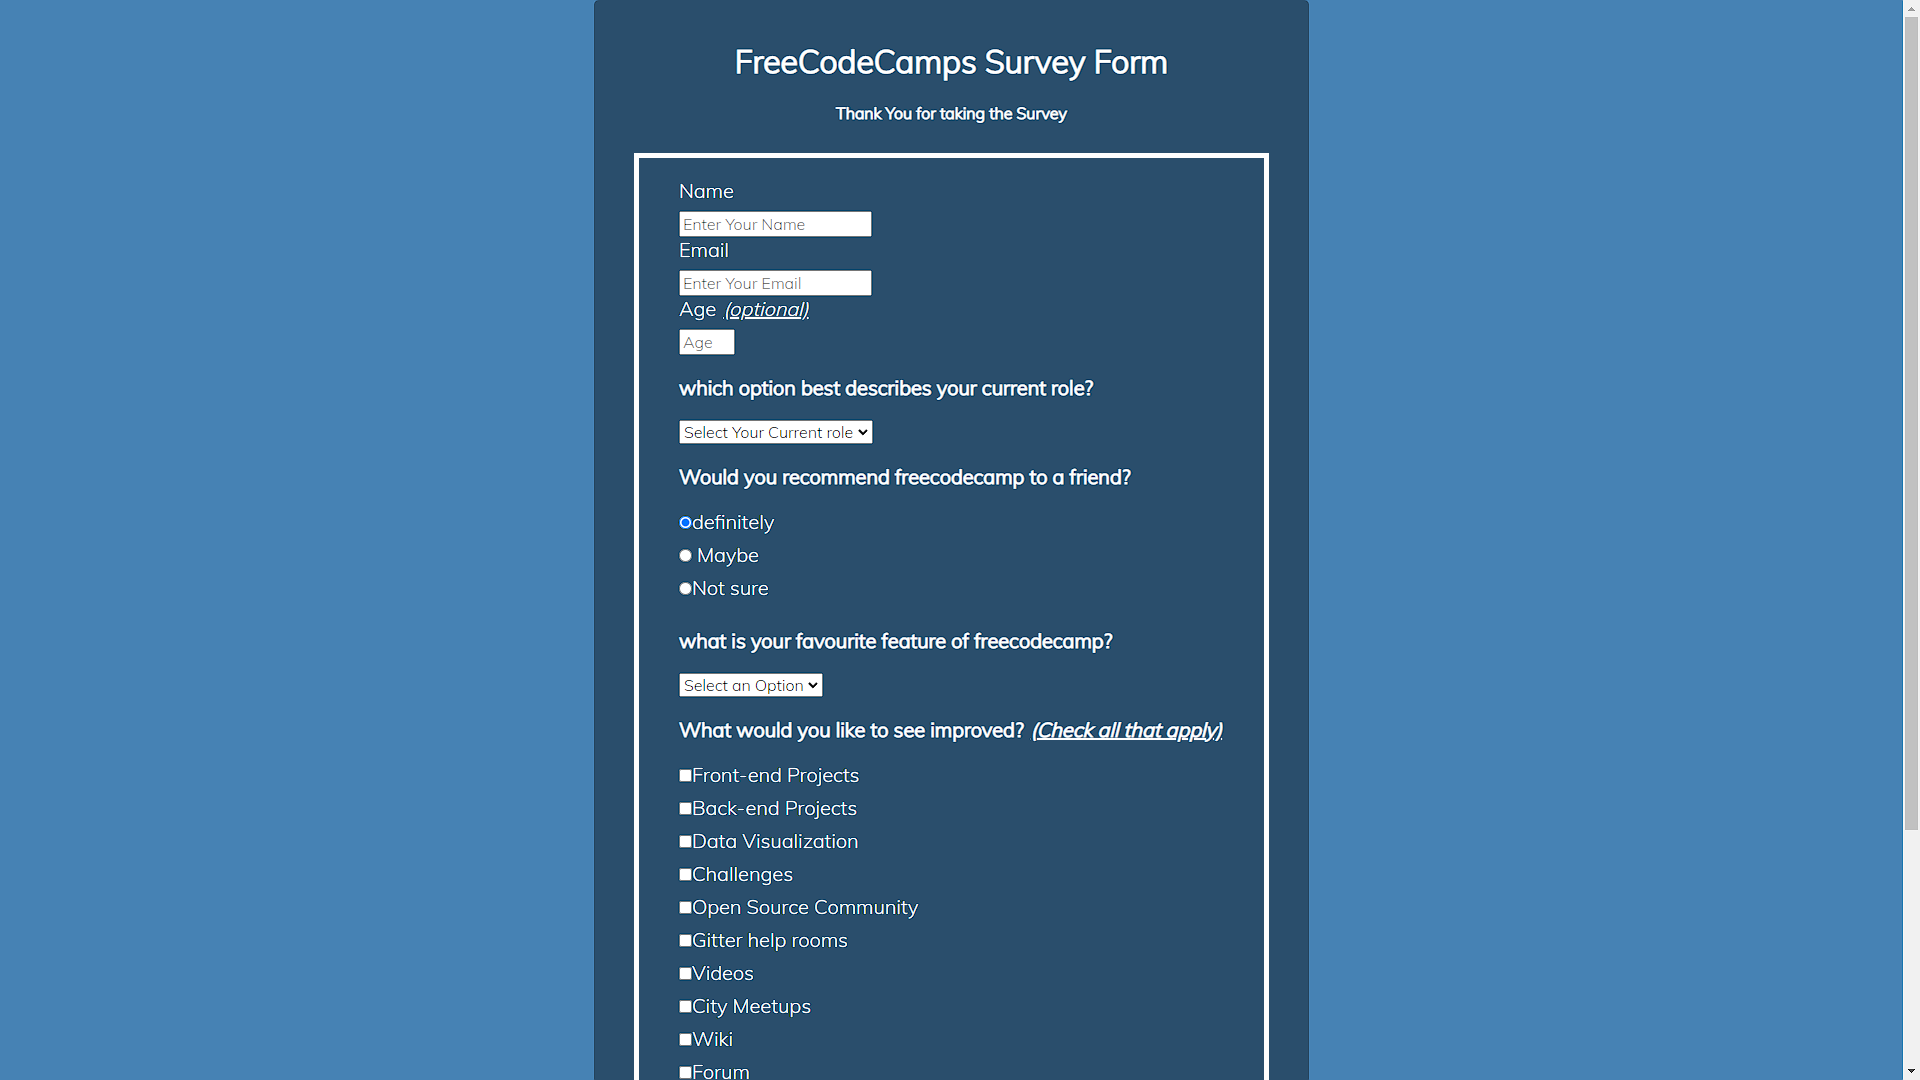 FreeCodeCamps Survey Form
Thank You for taking the Survey
Name
Enter Your Name
Email
Enter Your Email
Age (optional)
Age
which option best describes your current role?
Select Your Current role
Would you recommend freecodecamp to a friend?
definitely
Maybe
Not sure
what is your favourite feature of freecodecamp?
Select an Option
What would you like to see improved? (Check all that apply)
Front-end Projects
Back-end Projects
Data Visualization
Challenges
Open Source Community
Gitter help rooms
Videos
City Meetups
Wiki
Forum